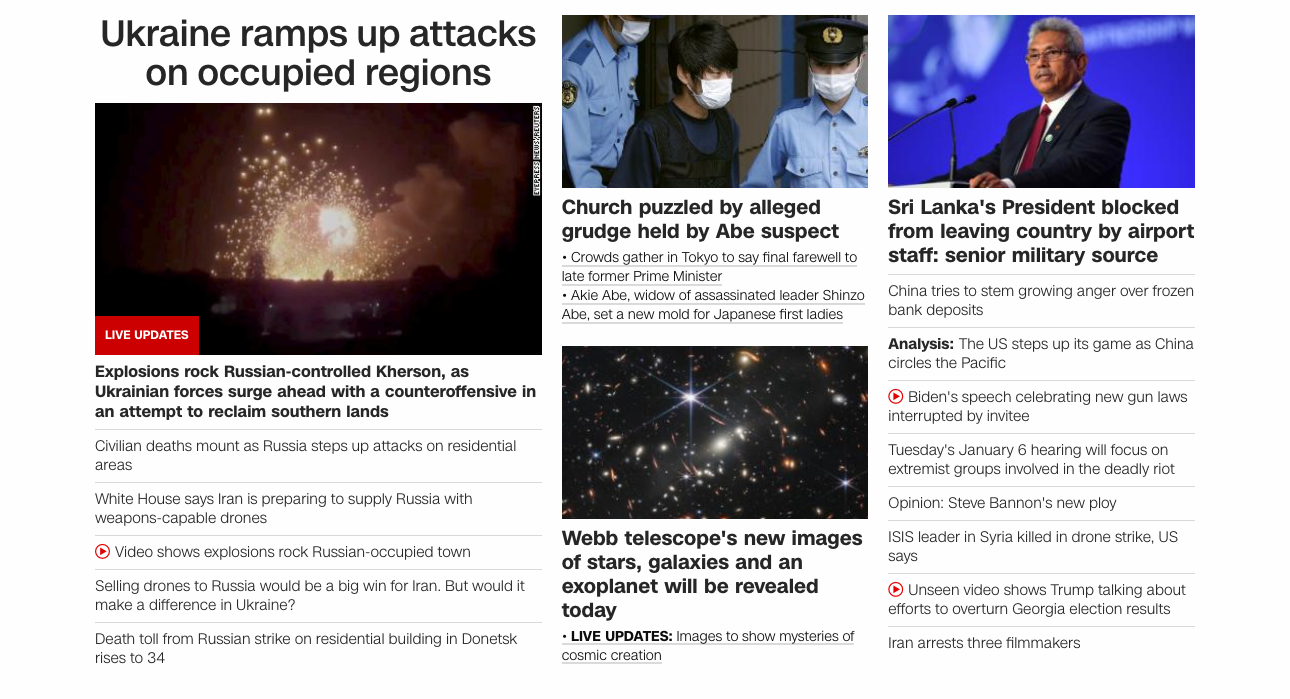 Ukraine ramps up attacks
on occupied regions
EYEPRESS NEWS/REUTERS
LIVE UPDATES
Explosions rock Russian-controlled Kherson, as
Ukrainian forces surge ahead with a counteroffensive in
an attempt to reclaim southern lands
Civilian deaths mount as Russia steps up attacks on residential
areas
White House says Iran is preparing to supply Russia with
weapons-capable drones
Video shows explosions rock Russian-occupied town
Selling drones to Russia would be a big win for Iran. But would it
make a difference in Ukraine?
Death toll from Russian strike on residential building in Donetsk
rises to 34
Church puzzled by alleged
grudge held by Abe suspect
• Crowds gather in Tokyo to say final farewell to
late former Prime Minister
• Akie Abe, widow of assassinated leader Shinzo
Abe, set a new mold for Japanese first ladies
Webb telescope's new images
of stars, galaxies and an
exoplanet will be revealed
today
• LIVE UPDATES: Images to show mysteries of
cosmic creation
Sri Lanka's President blocked
from leaving country by airport
staff: senior military source
China tries to stem growing anger over frozen
bank deposits
Analysis: The US steps up its game as China
circles the Pacific
Biden's speech celebrating new gun laws
interrupted by invitee
Tuesday's January 6 hearing will focus on
extremist groups involved in the deadly riot
Opinion: Steve Bannon's new ploy
ISIS leader in Syria killed in drone strike, US
says
Unseen video shows Trump talking about
efforts to overturn Georgia election results
Iran arrests three filmmakers